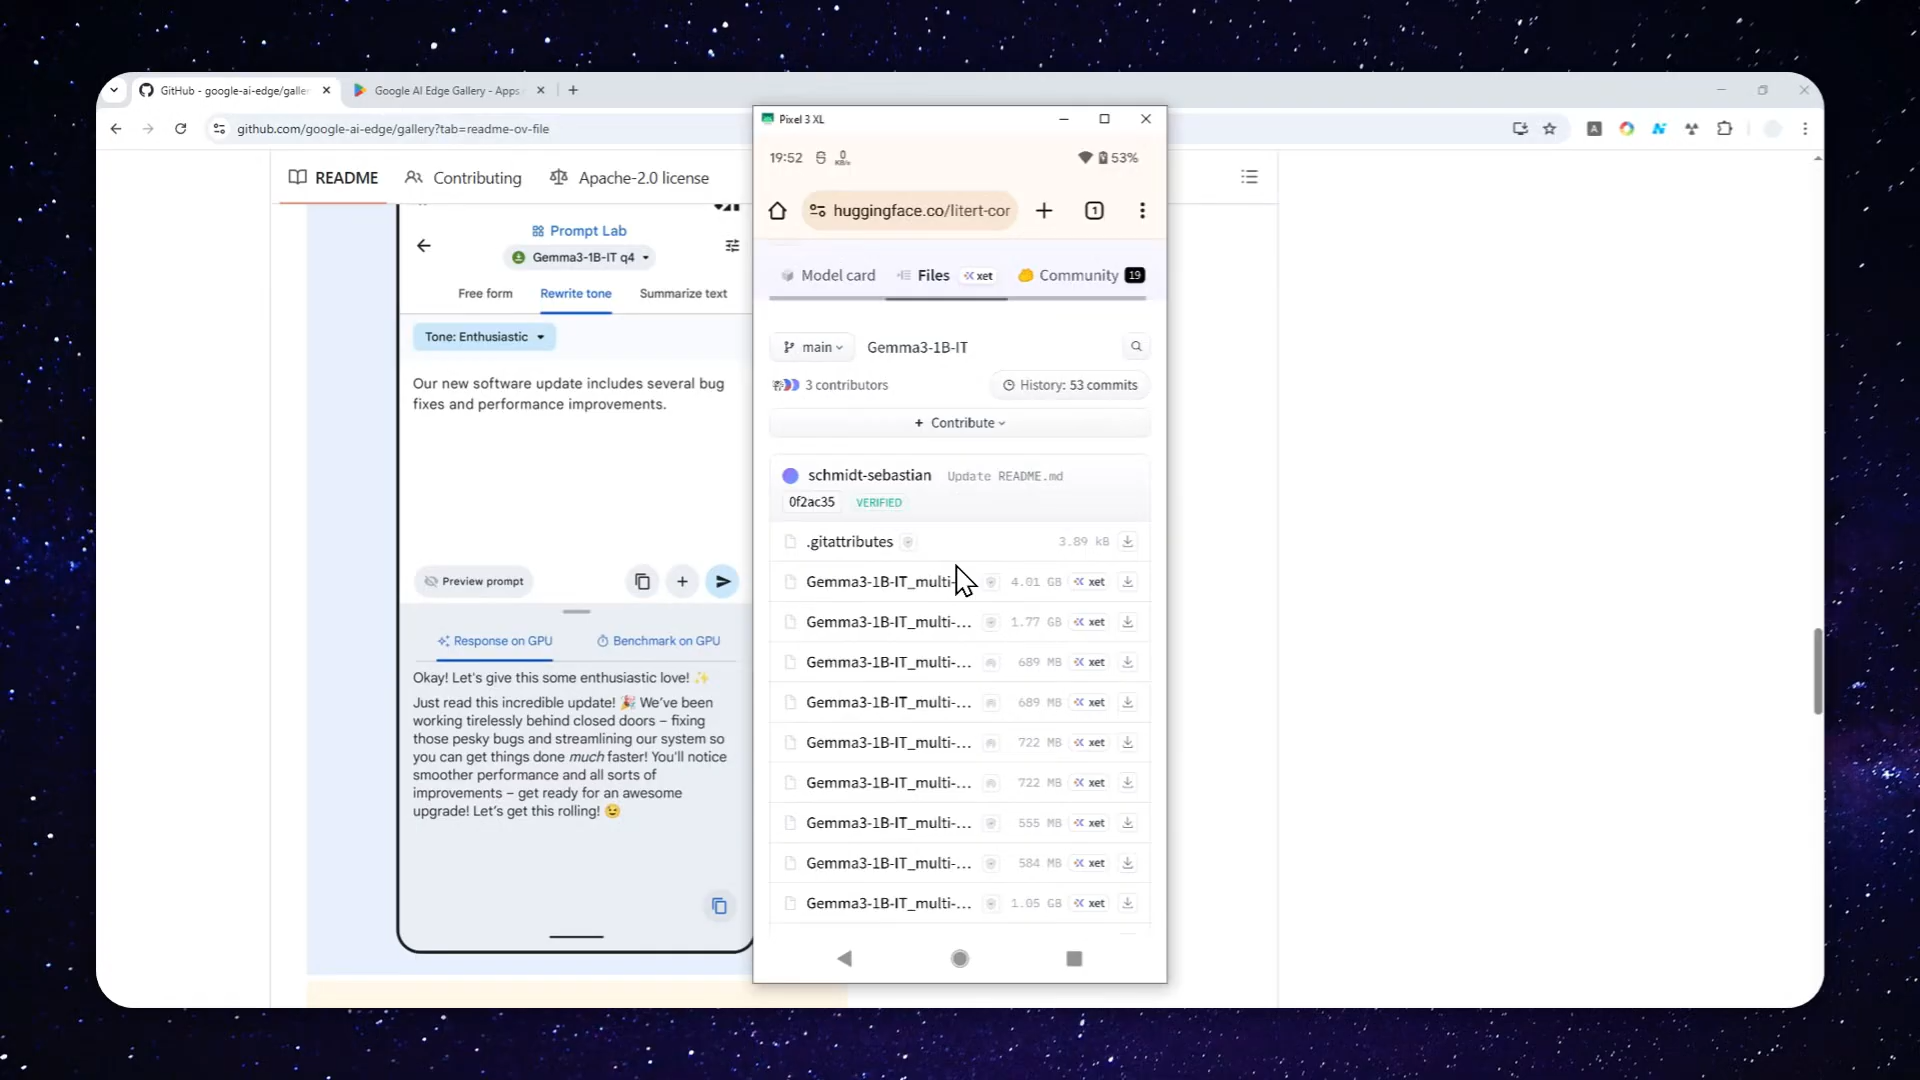 GitHub - google-ai-edge/galle
Google AI Edge Gallery - Apps
github.com/google-ai-edge/gallery?tab=readme-ov-file
README
Contributing
Apache-2.0 license
Prompt Lab
Gemma3-1B-IT q4
Free form
Rewrite tone
Summarize text
Tone: Enthusiastic
Our new software update includes several bug
fixes and performance improvements.
Preview prompt
Response on GPU
Benchmark on GPU
Okay! Let's give this some enthusiastic love! ✨
Just read this incredible update! 🎉 We've been
working tirelessly behind closed doors – fixing
those pesky bugs and streamlining our system so
you can get things done much faster! You'll notice
smoother performance and all sorts of
improvements – get ready for an awesome
upgrade! Let's get this rolling! 😉
Pixel 3 XL
19:52
0
KB/s
53%
huggingface.co/litert-cor
1
Model card
Files
xet
Community
19
main
Gemma3-1B-IT
3 contributors
History: 53 commits
+ Contribute
schmidt-sebastian Update README.md
0f2ac35 VERIFIED
.gitattributes 3.89 kB
Gemma3-1B-IT_multi- 4.01 GB xet
Gemma3-1B-IT_multi-... 1.77 GB xet
Gemma3-1B-IT_multi-... 689 MB xet
Gemma3-1B-IT_multi-... 689 MB xet
Gemma3-1B-IT_multi-... 722 MB xet
Gemma3-1B-IT_multi-... 722 MB xet
Gemma3-1B-IT_multi-... 555 MB xet
Gemma3-1B-IT_multi-... 584 MB xet
Gemma3-1B-IT_multi-... 1.05 GB xet